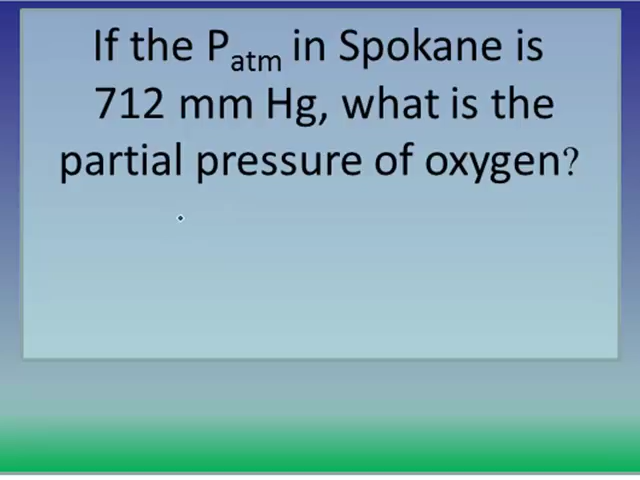 If the Patm in Spokane is
712 mm Hg, what is the
partial pressure of oxygen?